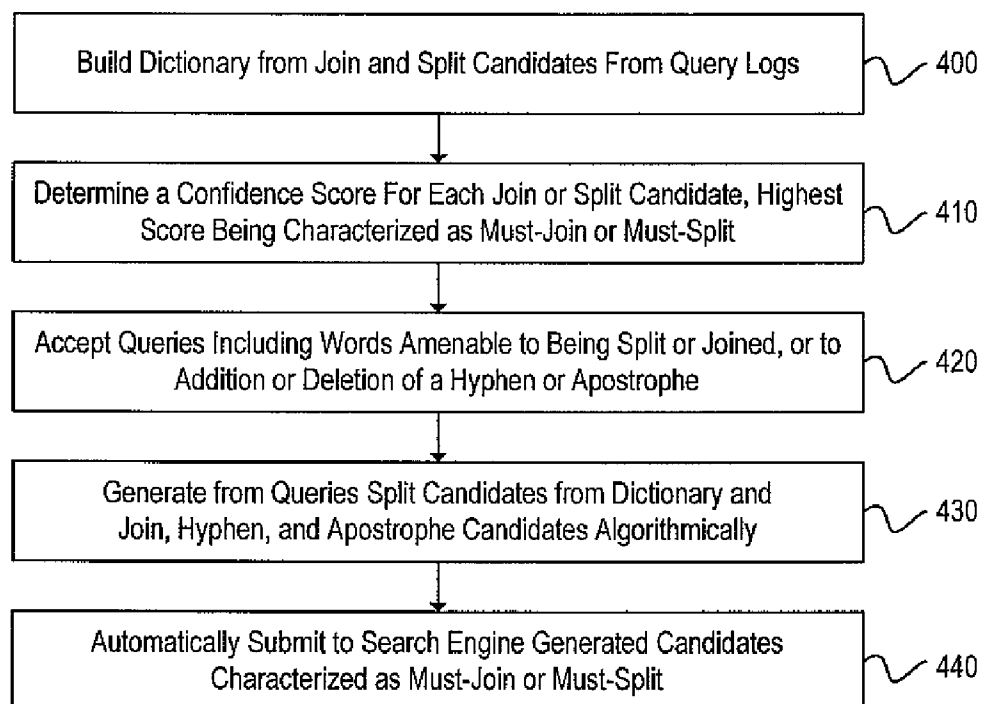 Build Dictionary from Join and Split Candidates From Query Logs
400
Determine a Confidence Score For Each Join or Split Candidate, Highest
Score Being Characterized as Must-Join or Must-Split
410
Accept Queries Including Words Amenable to Being Split or Joined, or to
Addition or Deletion of a Hyphen or Apostrophe
420
Generate from Queries Split Candidates from Dictionary and
Join, Hyphen, and Apostrophe Candidates Algorithmically
430
Automatically Submit to Search Engine Generated Candidates
Characterized as Must-Join or Must-Split
440